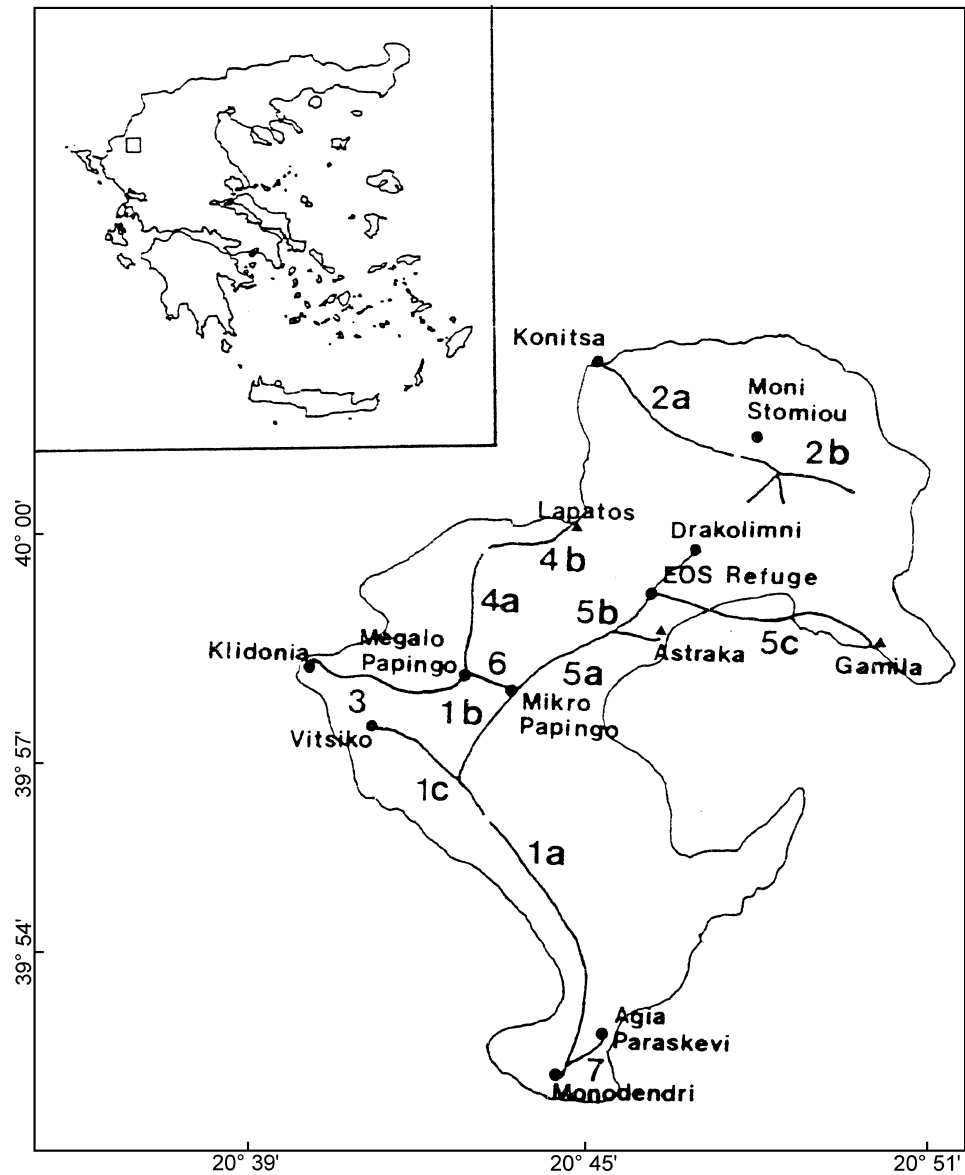 Konitsa
2a
Moni
Stomiou
2b
40° 00'
Lapatos
Drakolimni
4b
EOS Refuge
4a
5b
Megalo
Papingo
Klidonia
6
5a
Astraka
5c
Gamila
3
1b
Mikro
Papingo
Vitsiko
39° 57'
1c
1a
39° 54'
Agia
Paraskevi
7
Monodendri
20° 39'
20° 45'
20° 51'